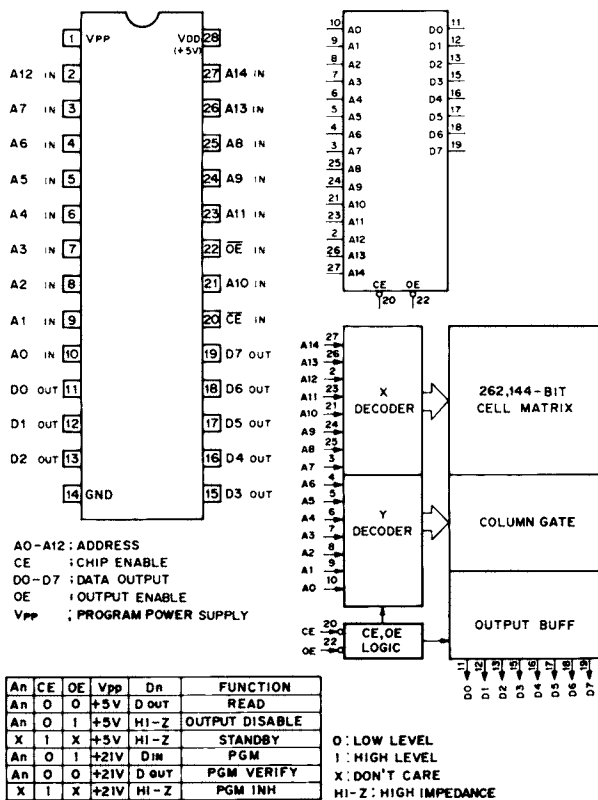 1 VPP VDD 28
(+5V)
A12 IN 2 27 A14 IN
A7 IN 3 26 A13 IN
A6 IN 4 25 A8 IN
A5 IN 5 24 A9 IN
A4 IN 6 23 A11 IN
A3 IN 7 22 OE IN
A2 IN 8 21 A10 IN
A1 IN 9 20 CE IN
A0 IN 10 19 D7 OUT
D0 OUT 11 18 D6 OUT
D1 OUT 12 17 D5 OUT
D2 OUT 13 16 D4 OUT
14 GND 15 D3 OUT
A0-A12 ; ADDRESS
CE ; CHIP ENABLE
D0-D7 ; DATA OUTPUT
OE ; OUTPUT ENABLE
VPP ; PROGRAM POWER SUPPLY
10 A0 D0 11
9 A1 D1 12
8 A2 D2 13
7 A3 D3 15
6 A4 D4 16
5 A5 D5 17
4 A6 D6 18
3 A7 D7 19
25 A8
24 A9
21 A10
23 A11
2 A12
26 A13
27 A14
CE OE
20 22
A14 27
A13 26
A12 2
A11 23
A10 21
A9 24
A8 25
A7 3
A6 4
A5 5
A4 6
A3 7
A2 8
A1 9
A0 10
X
DECODER
Y
DECODER
262,144-BIT
CELL MATRIX
COLUMN GATE
OUTPUT BUFF
CE 20
OE 22
CE,OE
LOGIC
11 12 13 15 16 17 18 19
D0 D1 D2 D3 D4 D5 D6 D7
An CE OE Vpp Dn FUNCTION
An 0 0 +5V D OUT READ
An 0 1 +5V HI-Z OUTPUT DISABLE
X 1 X +5V HI-Z STANDBY
An 0 1 +21V DIN PGM
An 0 0 +21V D OUT PGM VERIFY
X 1 X +21V HI-Z PGM INH
0 : LOW LEVEL
1 : HIGH LEVEL
X : DON'T CARE
HI-Z : HIGH IMPEDANCE